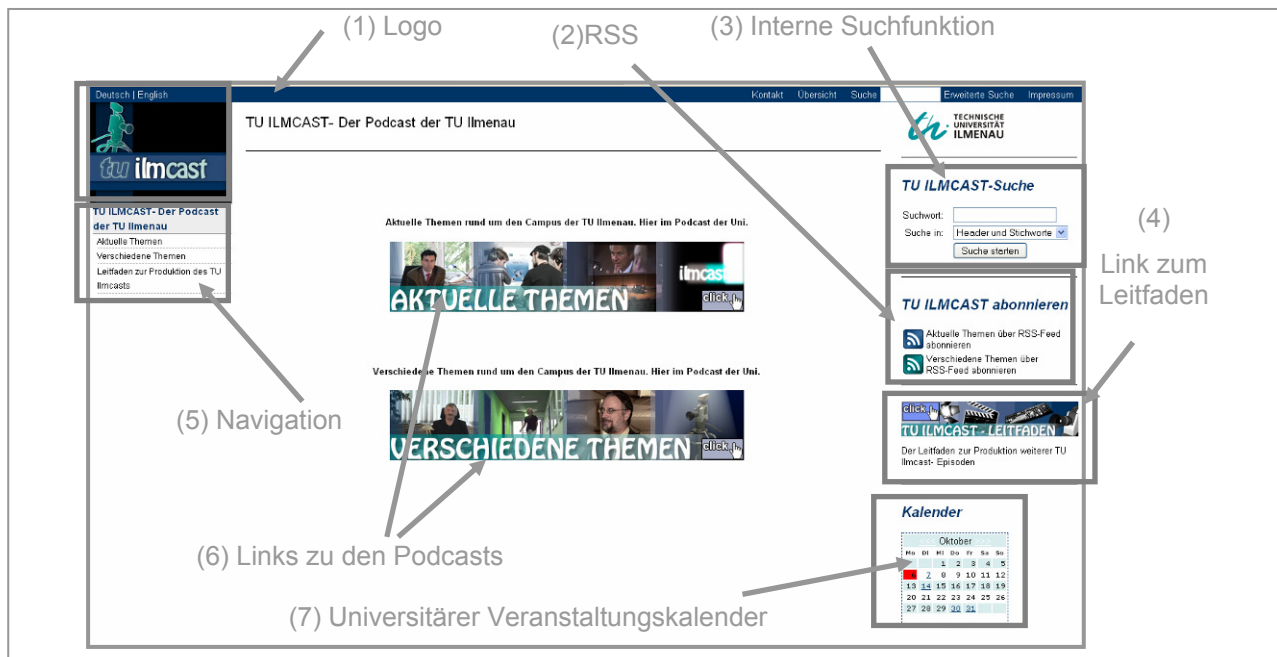 (1) Logo
(2)RSS
(3) Interne Suchfunktion
Deutsch | English
Kontakt Übersicht Suche Erweiterte Suche Impressum
tu ilmcast
TU ILMCAST- Der Podcast der TU Ilmenau
th
TECHNISCHE
UNIVERSITÄT
ILMENAU
TU ILMCAST- Der Podcast
der TU Ilmenau
Aktuelle Themen
Verschiedene Themen
Leitfaden zur Produktion des TU
Ilmcasts
(5) Navigation
Aktuelle Themen rund um den Campus der TU Ilmenau. Hier im Podcast der Uni.
ilmcast
AKTUELLE THEMEN
click
Verschiedene Themen rund um den Campus der TU Ilmenau. Hier im Podcast der Uni.
VERSCHIEDENE THEMEN
click
(6) Links zu den Podcasts
(7) Universitärer Veranstaltungskalender
TU ILMCAST-Suche
Suchwort:
Suche in: Header und Stichworte
Suche starten
(4)
Link zum
Leitfaden
TU ILMCAST abonnieren
Aktuelle Themen über RSS-Feed
abonnieren
Verschiedene Themen über
RSS-Feed abonnieren
click
TU ILMCAST - LEITFADEN
Der Leitfaden zur Produktion weiterer TU
Ilmcast- Episoden
Kalender
Oktober
Mo Di Mi Do Fr Sa So
1 2 3 4 5
6 7 8 9 10 11 12
13 14 15 16 17 18 19
20 21 22 23 24 25 26
27 28 29 30 31